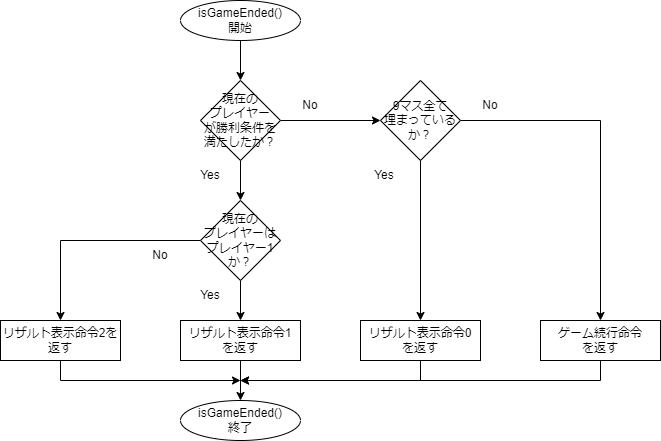 isGameEnded()
開始
現在の
プレイヤー
が勝利条件を
満たしたか？
No
9マス全て
埋まっている
か？
No
Yes
Yes
現在の
プレイヤーは
プレイヤー1
か？
No
Yes
リザルト表示命令2を
返す
リザルト表示命令1
を返す
リザルト表示命令0
を返す
ゲーム続行命令
を返す
isGameEnded()
終了